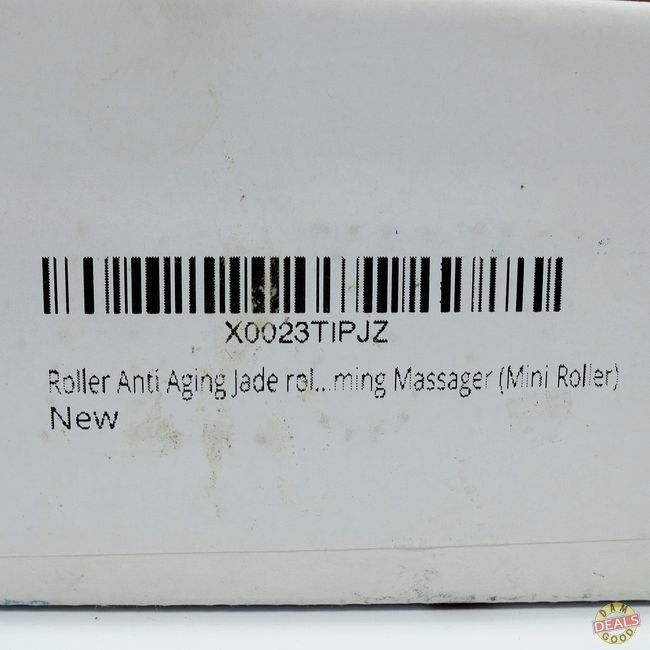 X0023TIPJZ
Roller Anti Aging Jade rol...ming Massager (Mini Roller)
New
DAM
DEALS
GOOD